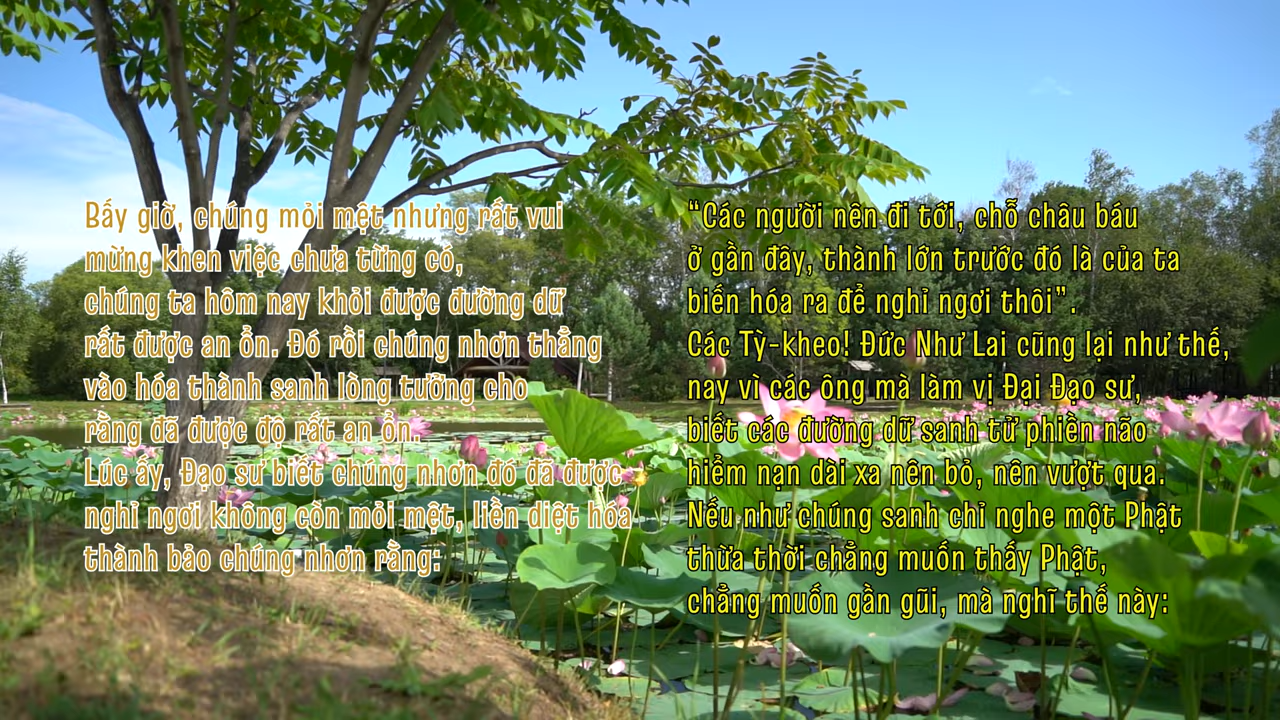 Bấy giờ, chúng mỏi mệt nhưng rất vui
mừng khen việc chưa từng có,
chúng ta hôm nay khỏi được đường dữ
rất được an ổn. Đó rồi chúng nhơn thẳng
vào hóa thành sanh lòng tưởng cho
rằng đã được độ rất an ổn.
Lúc ấy, Đạo sư biết chúng nhơn đó đã được
nghỉ ngơi không còn mỏi mệt, liền diệt hóa
thành bảo chúng nhơn rằng:
“Các người nên đi tới, chỗ châu báu
ở gần đây, thành lớn trước đó là của ta
biến hóa ra để nghỉ ngơi thôi”.
Các Tỳ-kheo! Đức Như Lai cũng lại như thế,
nay vì các ông mà làm vị Đại Đạo sư,
biết các đường dữ sanh tử phiền não
hiểm nạn dài xa nên bỏ, nên vượt qua.
Nếu như chúng sanh chỉ nghe một Phật
thừa thời chẳng muốn thấy Phật,
chẳng muốn gần gũi, mà nghĩ thế này: